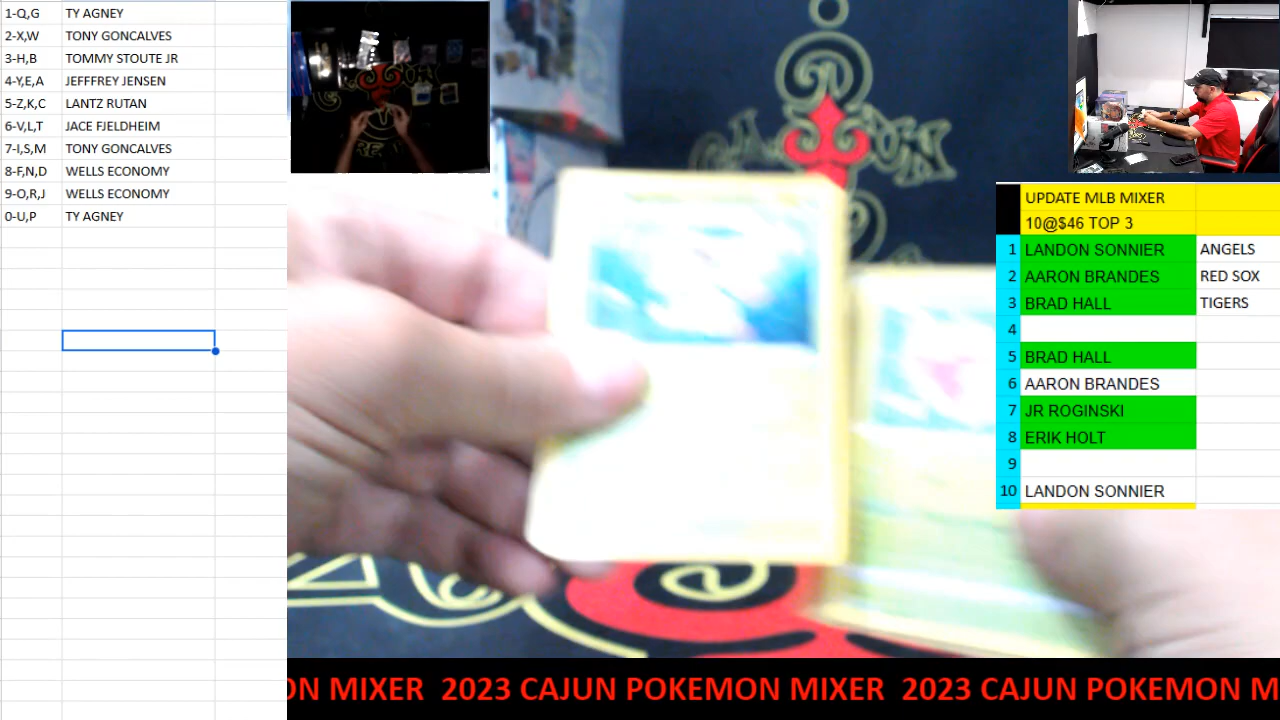 1-Q,G TY AGNEY
2-X,W TONY GONCALVES
3-H,B TOMMY STOUTE JR
4-Y,E,A JEFFFREY JENSEN
5-Z,K,C LANTZ RUTAN
6-V,L,T JACE FJELDHEIM
7-I,S,M TONY GONCALVES
8-F,N,D WELLS ECONOMY
9-O,R,J WELLS ECONOMY
0-U,P TY AGNEY
UPDATE MLB MIXER
10@$46 TOP 3
1 LANDON SONNIER ANGELS
2 AARON BRANDES RED SOX
3 BRAD HALL TIGERS
4
5 BRAD HALL
6 AARON BRANDES
7 JR ROGINSKI
8 ERIK HOLT
9
10 LANDON SONNIER
ON MIXER 2023 CAJUN POKEMON MIXER 2023 CAJUN POKEMON M